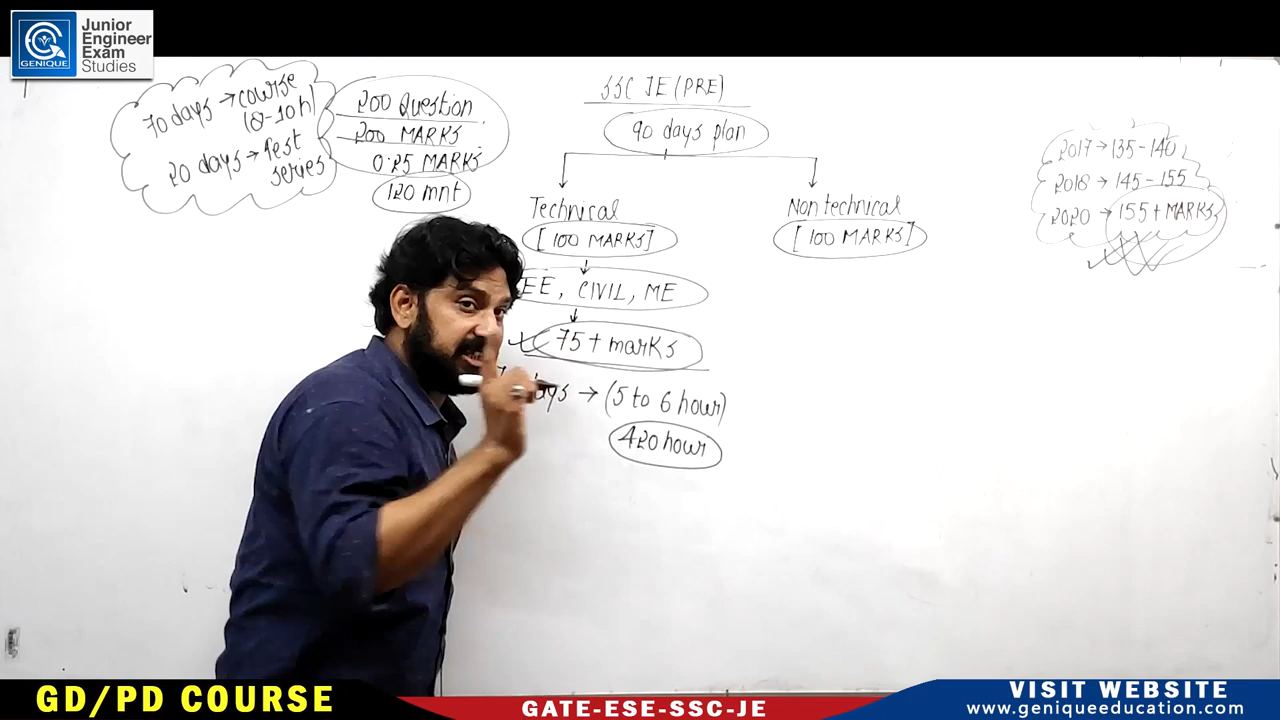 Junior
Engineer
Exam
Studies
GENIQUE
70 days → course
(8-10 h)
20 days → Test
series
200 Question
200 MARKS
0.25 MARKS
120 mnt
SSC JE (PRE)
90 days plan
Technical
[100 MARKS]
EE, CIVIL, ME
75+ marks
days → (5 to 6 hour)
420 hour
Non technical
[100 MARKS]
2017 → 135-140
2018 → 145-155
2020 → 155+ MARKS
GD/PD COURSE
GATE-ESE-SSC-JE
VISIT WEBSITE
www.geniqueeducation.com